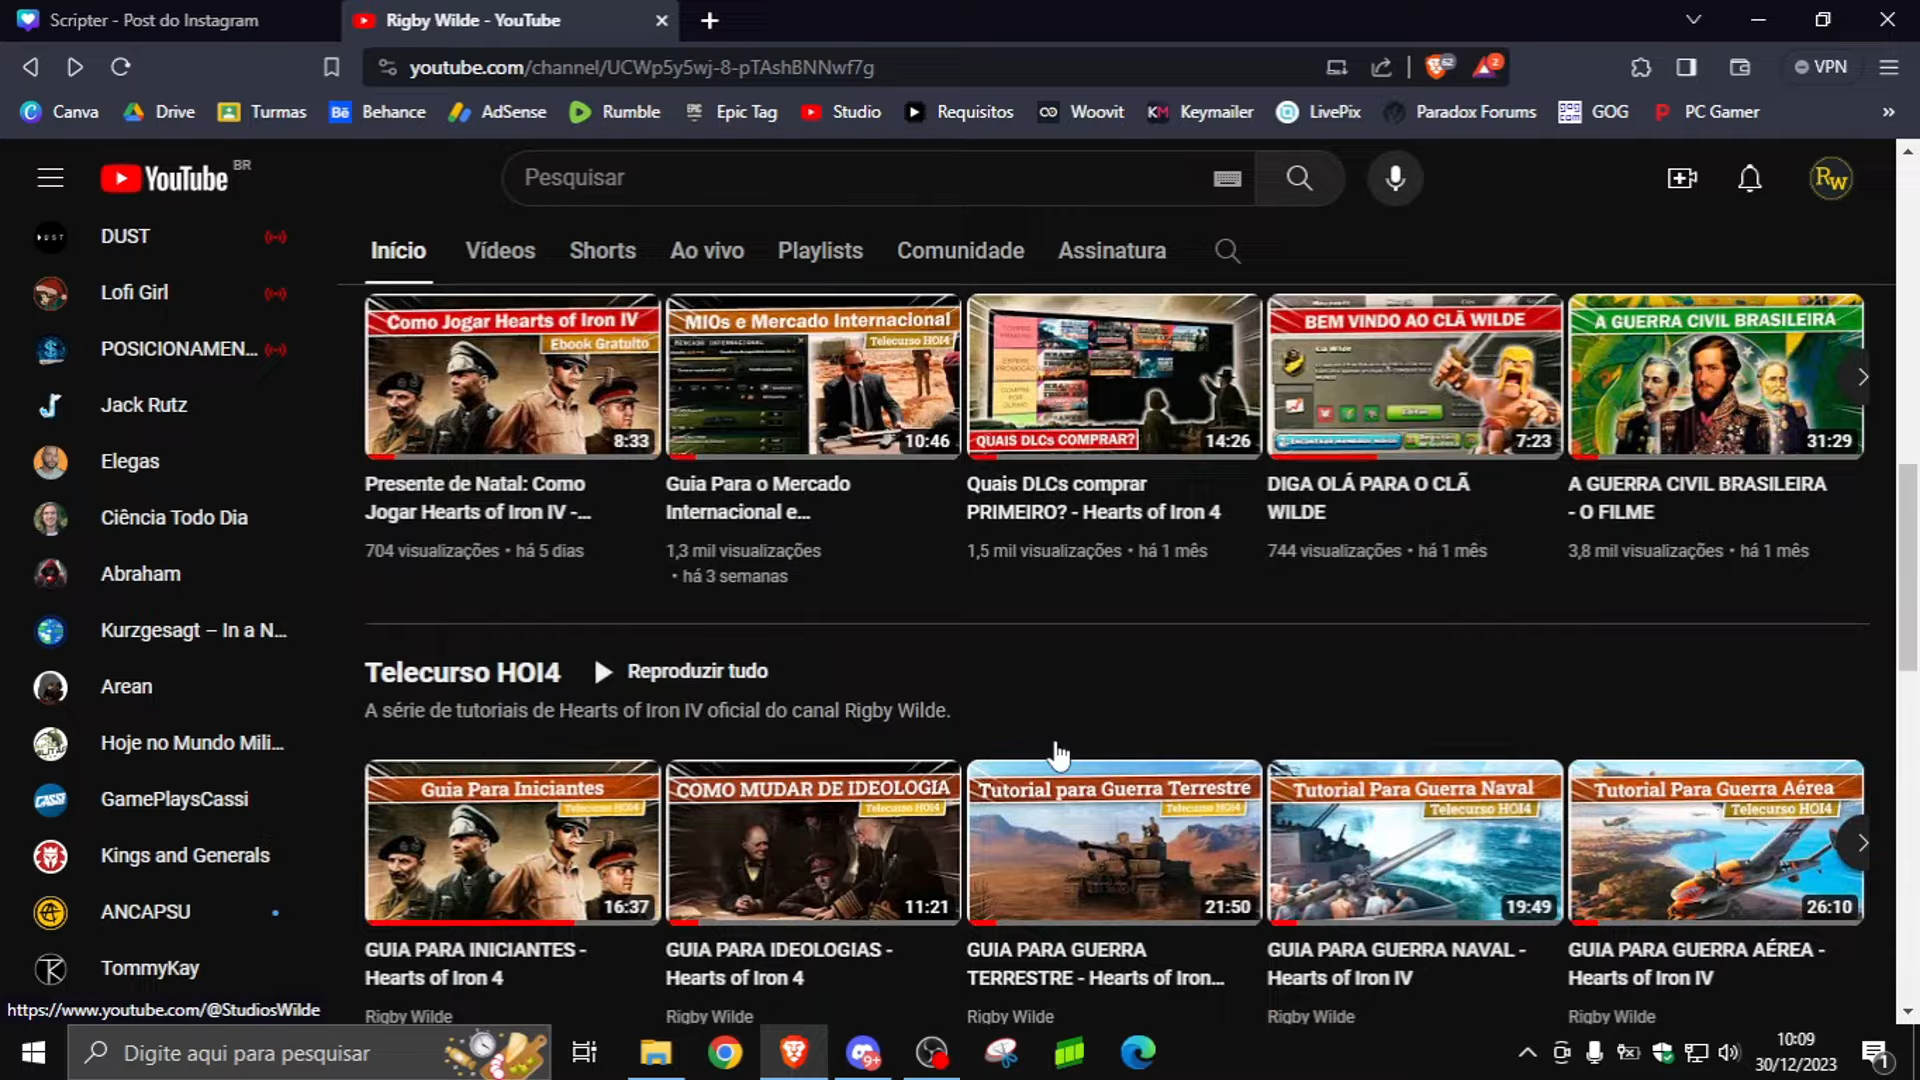 Scripter - Post do Instagram
Rigby Wilde - YouTube
youtube.com/channel/UCWp5y5wj-8-pTAshBNNwf7g
62
2
VPN
Canva
Drive
Turmas
Bē Behance
AdSense
Rumble
Epic Tag
Studio
Requisitos
Woovit
KM Keymailer
LivePix
Paradox Forums
GOG
PC Gamer
YouTube BR
Pesquisar
RW
Início
Vídeos
Shorts
Ao vivo
Playlists
Comunidade
Assinatura
DUST
Lofi Girl
POSICIONAMEN...
Jack Rutz
Elegas
Ciência Todo Dia
Abraham
Kurzgesagt – In a N...
Arean
Hoje no Mundo Mili...
GamePlaysCassi
Kings and Generals
ANCAPSU
TommyKay
Como Jogar Hearts of Iron IV
Ebook Gratuito
8:33
MIOs e Mercado Internacional
Telecurso HOI4
10:46
QUAIS DLCs COMPRAR?
14:26
BEM VINDO AO CLÃ WILDE
7:23
A GUERRA CIVIL BRASILEIRA
31:29
Presente de Natal: Como
Jogar Hearts of Iron IV -...
704 visualizações • há 5 dias
Guia Para o Mercado
Internacional e...
1,3 mil visualizações
• há 3 semanas
Quais DLCs comprar
PRIMEIRO? - Hearts of Iron 4
1,5 mil visualizações • há 1 mês
DIGA OLÁ PARA O CLÃ
WILDE
744 visualizações • há 1 mês
A GUERRA CIVIL BRASILEIRA
- O FILME
3,8 mil visualizações • há 1 mês
Telecurso HOI4
Reproduzir tudo
A série de tutoriais de Hearts of Iron IV oficial do canal Rigby Wilde.
Guia Para Iniciantes
Telecurso HOI4
16:37
COMO MUDAR DE IDEOLOGIA
Telecurso HOI4
11:21
Tutorial para Guerra Terrestre
Telecurso HOI4
21:50
Tutorial Para Guerra Naval
Telecurso HOI4
19:49
Tutorial Para Guerra Aérea
Telecurso HOI4
26:10
GUIA PARA INICIANTES -
Hearts of Iron 4
Rigby Wilde
GUIA PARA IDEOLOGIAS -
Hearts of Iron 4
Rigby Wilde
GUIA PARA GUERRA
TERRESTRE - Hearts of Iron...
Rigby Wilde
GUIA PARA GUERRA NAVAL -
Hearts of Iron IV
Rigby Wilde
GUIA PARA GUERRA AÉREA -
Hearts of Iron IV
Rigby Wilde
https://www.youtube.com/@StudiosWilde
Digite aqui para pesquisar
9+
10:09
30/12/2023
1